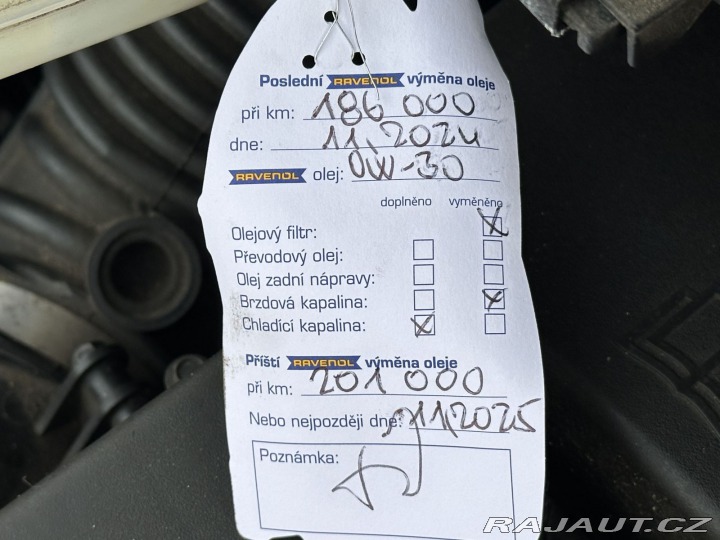 Poslední RAVENOL výměna oleje
při km: 186 000
dne: 11.2024
RAVENOL olej: 0W-30
doplněno vyměněno
Olejový filtr:
Převodový olej:
Olej zadní nápravy:
Brzdová kapalina:
Chladící kapalina:
Příští RAVENOL výměna oleje
při km: 201 000
Nebo nejpozději dne: 11.2025
Poznámka:
RAJAUT.CZ